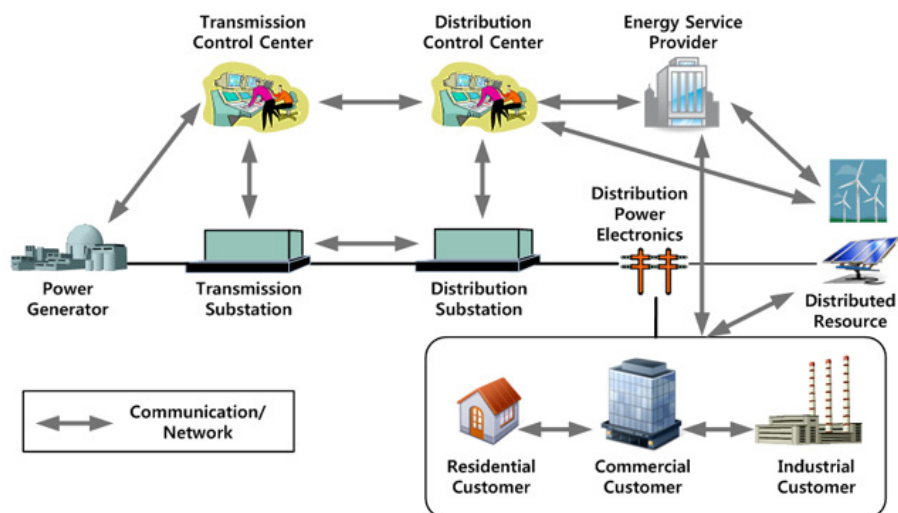 Transmission
Control Center
Distribution
Control Center
Energy Service
Provider
Distribution
Power
Electronics
Power
Generator
Transmission
Substation
Distribution
Substation
Distributed
Resource
Communication/
Network
Residential
Customer
Commercial
Customer
Industrial
Customer